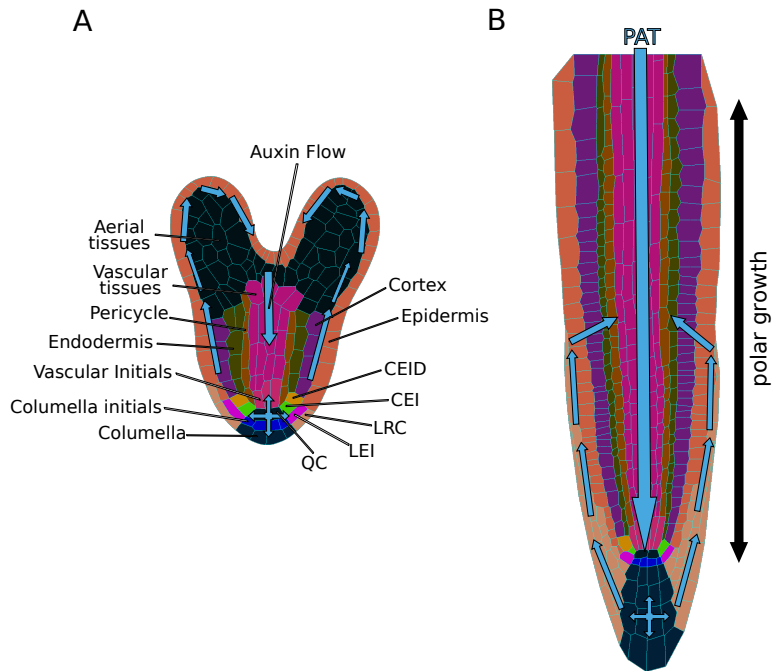 A
B
PAT
Auxin Flow
Aerial
tissues
Vascular
tissues
Pericycle
Endodermis
Vascular Initials
Columella initials
Columella
Cortex
Epidermis
CEID
CEI
LRC
LEI
QC
polar growth